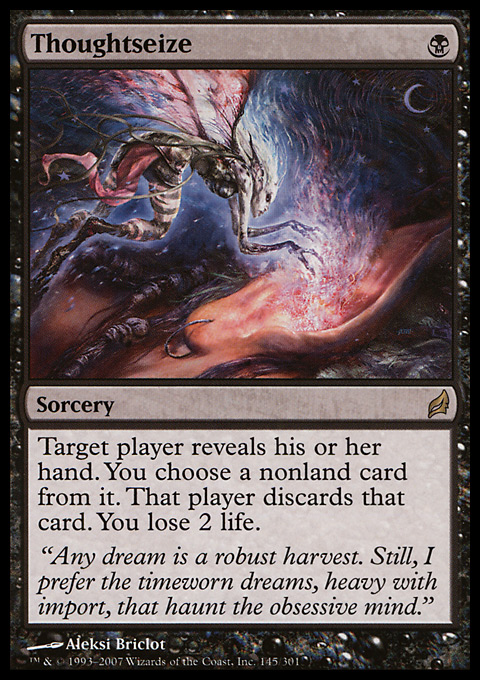 Thoughtseize
Sorcery
Target player reveals his or her
hand. You choose a nonland card
from it. That player discards that
card. You lose 2 life.
“Any dream is a robust harvest. Still, I
prefer the timeworn dreams, heavy with
import, that haunt the obsessive mind.”
Aleksi Briclot
™ & © 1993–2007 Wizards of the Coast, Inc. 145/301